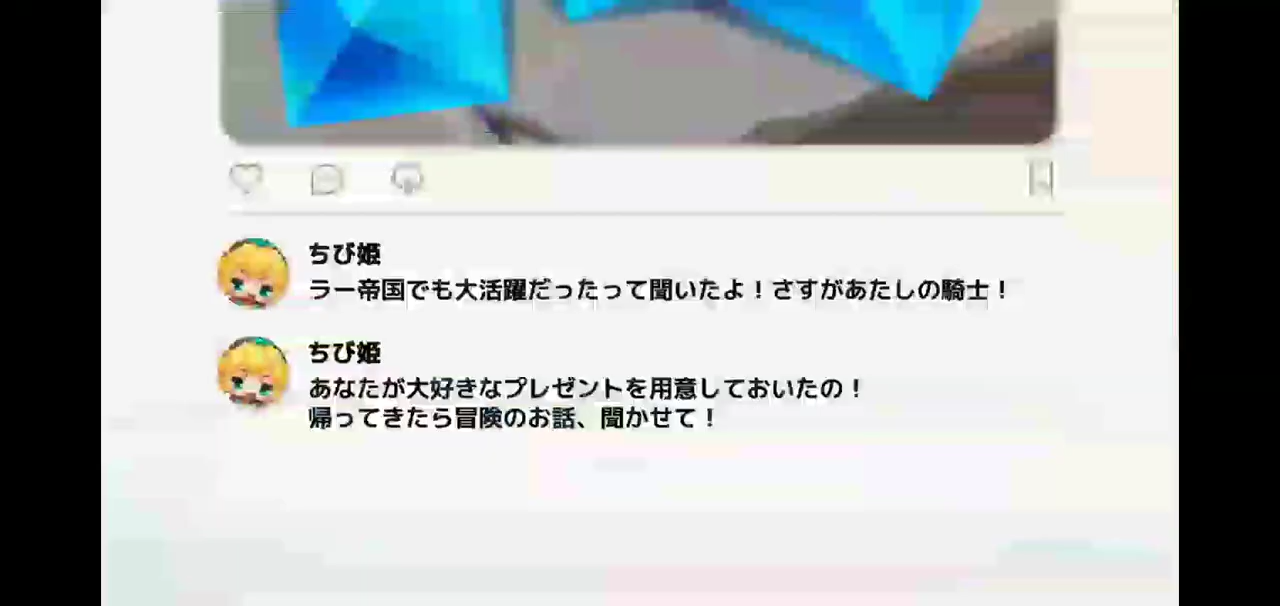 ちび姫
ラー帝国でも大活躍だったって聞いたよ！さすがあたしの騎士！
ちび姫
あなたが大好きなプレゼントを用意しておいたの！
帰ってきたら冒険のお話、聞かせて！